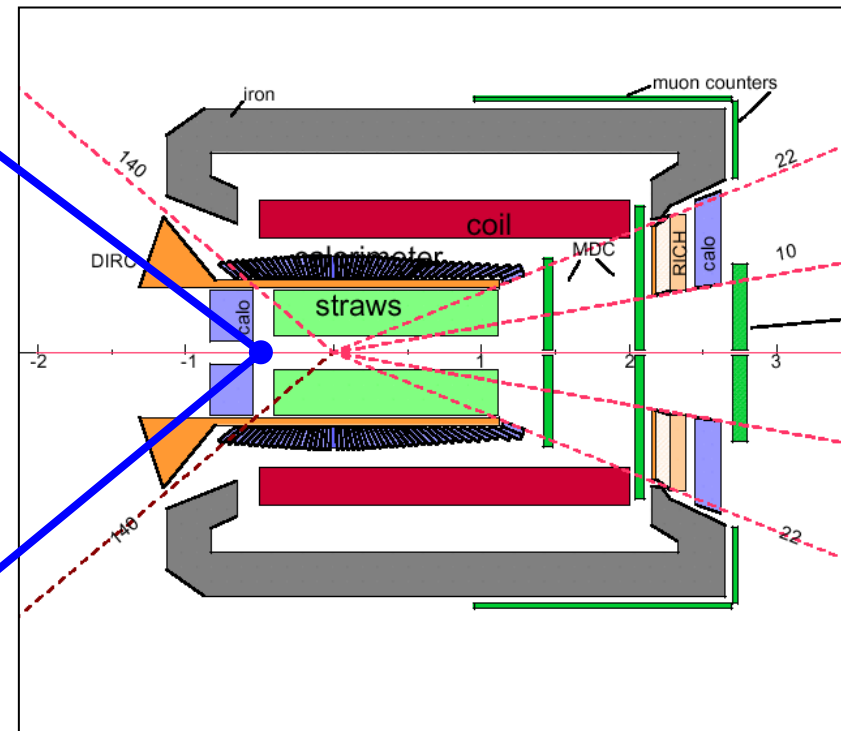 muon counters
iron
140
22
coil
calorimeter
MDC
DIRC
RICH
calo
10
calo
straws
-2
-1
1
2
3
140
22